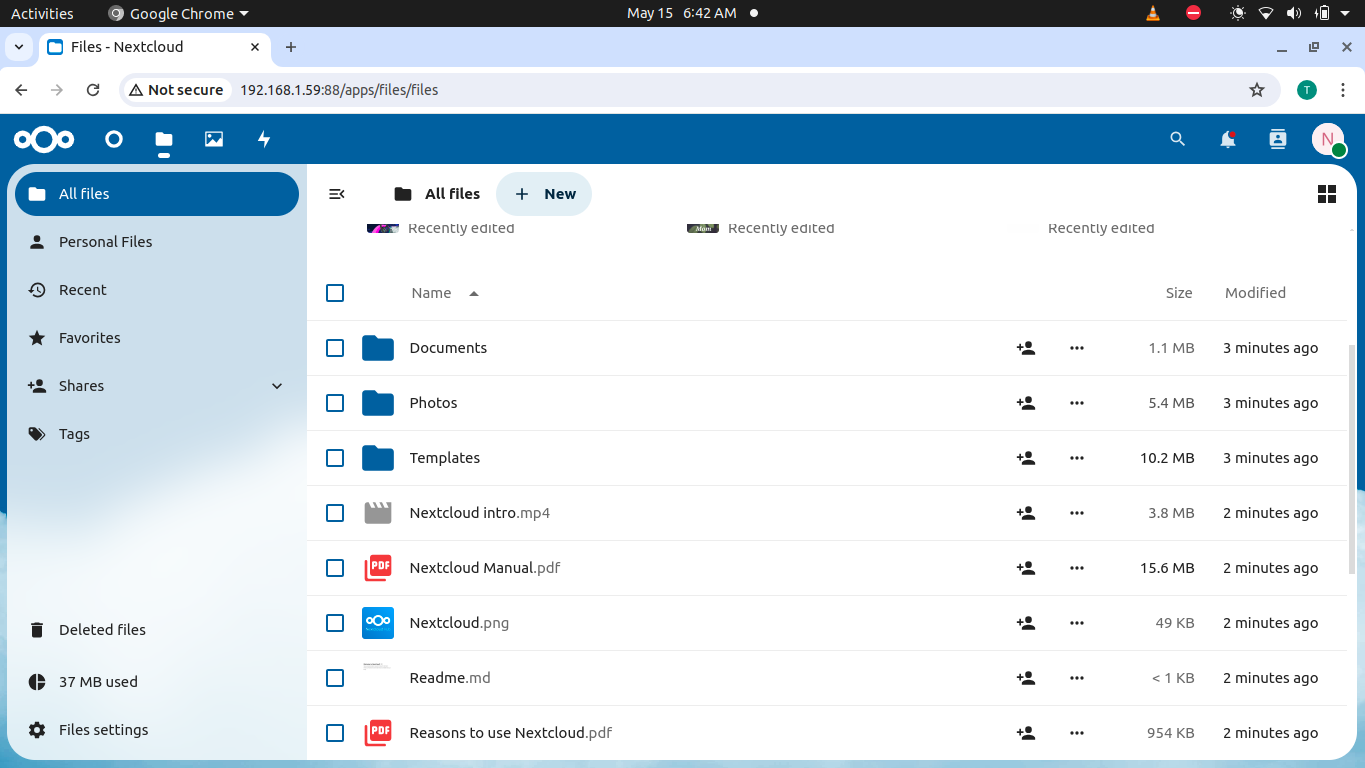 Activities Google Chrome May 15 6:42 AM
Files - Nextcloud
Not secure 192.168.1.59:88/apps/files/files T
N
All files
All files New
Recently edited Recently edited Recently edited
Personal Files
Recent
Name Size Modified
Favorites
Documents 1.1 MB 3 minutes ago
Shares
Photos 5.4 MB 3 minutes ago
Tags
Templates 10.2 MB 3 minutes ago
Nextcloud intro.mp4 3.8 MB 2 minutes ago
PDF Nextcloud Manual.pdf 15.6 MB 2 minutes ago
Nextcloud.png 49 KB 2 minutes ago
Deleted files
Readme.md < 1 KB 2 minutes ago
37 MB used
Files settings
PDF Reasons to use Nextcloud.pdf 954 KB 2 minutes ago